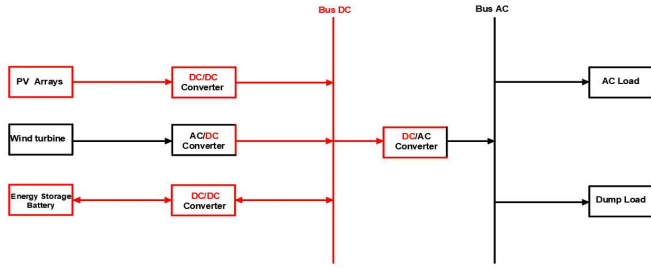 Bus DC
Bus AC
PV Arrays
DC/DC
Converter
AC Load
Wind turbine
AC/DC
Converter
DC/AC
Converter
Energy Storage
Battery
DC/DC
Converter
Dump Load